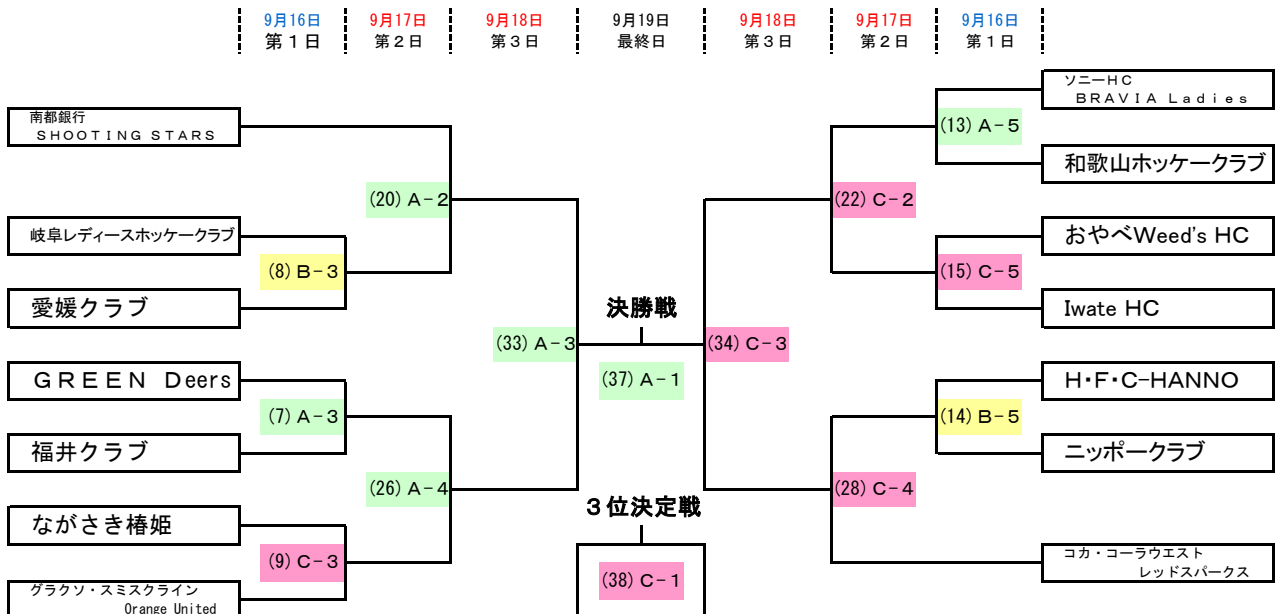 9月16日 9月17日 9月18日 9月19日 9月18日 9月17日 9月16日
第1日 第2日 第3日 最終日 第3日 第2日 第1日
南都銀行
SHOOTING STARS
岐阜レディースホッケークラブ
愛媛クラブ
GREEN Deers
福井クラブ
ながさき椿姫
グラクソ・スミスクライン
Orange United
(20) A-2
(8) B-3
(7) A-3
(26) A-4
(9) C-3
(33) A-3
決勝戦
(37) A-1
3位決定戦
(38) C-1
(34) C-3
(22) C-2
(28) C-4
(13) A-5
(15) C-5
(14) B-5
ソニーHC
BRAVIA Ladies
和歌山ホッケークラブ
おやべWeed's HC
Iwate HC
H・F・C-HANNO
ニッポークラブ
コカ・コーラウエスト
レッドスパークス